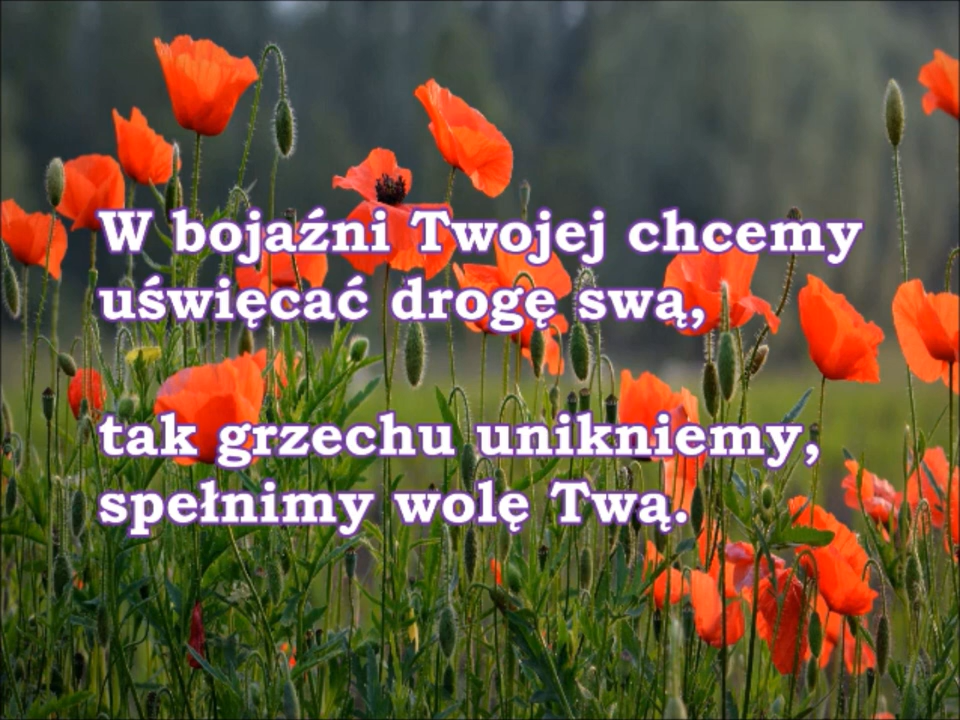 W bojaźni Twojej chcemy
uświęcać drogę swą,
tak grzechu unikniemy,
spełnimy wolę Twą.